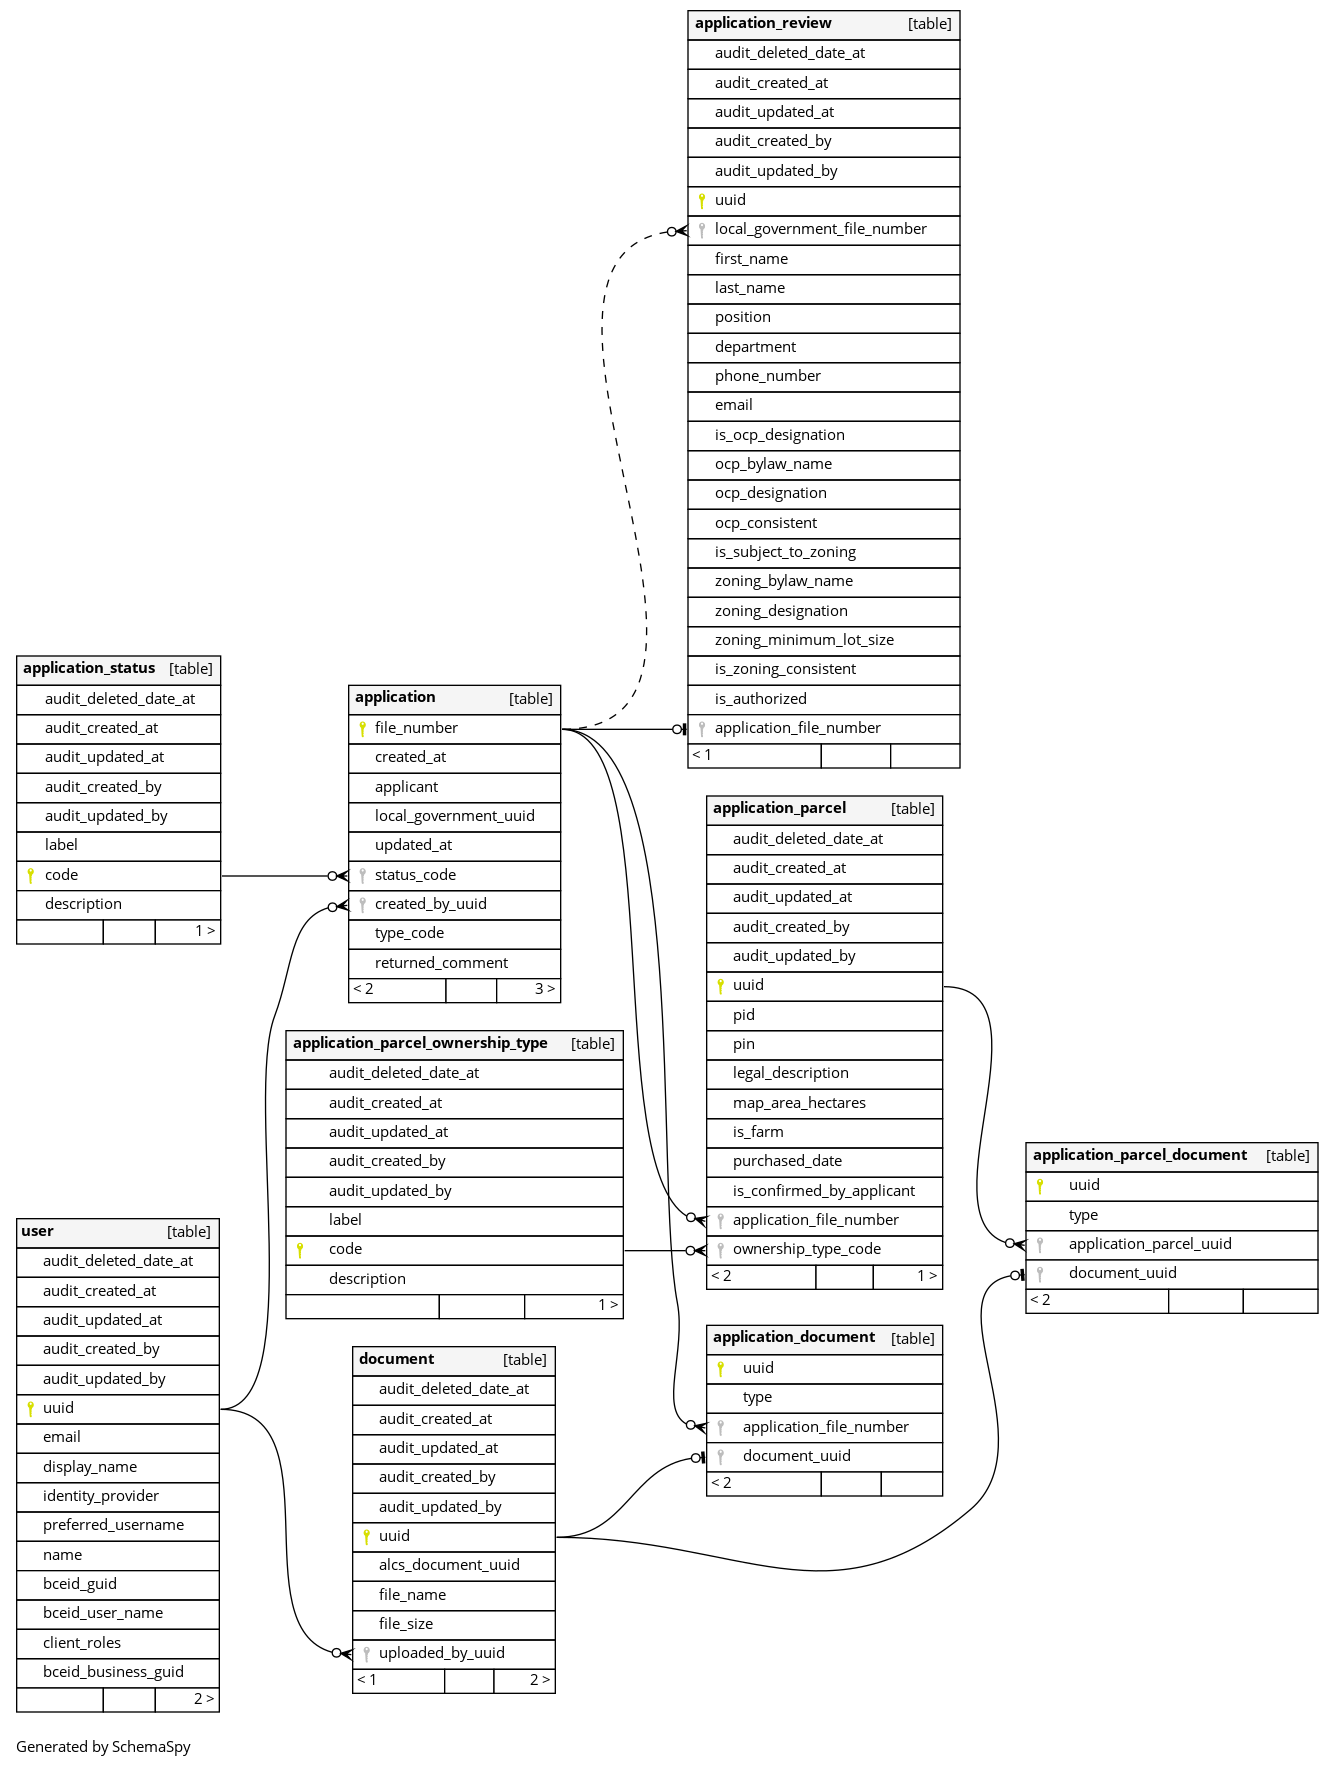 application_review [table]
audit_deleted_date_at
audit_created_at
audit_updated_at
audit_created_by
audit_updated_by
uuid
local_government_file_number
first_name
last_name
position
department
phone_number
email
is_ocp_designation
ocp_bylaw_name
ocp_designation
ocp_consistent
is_subject_to_zoning
zoning_bylaw_name
zoning_designation
zoning_minimum_lot_size
is_zoning_consistent
is_authorized
application_file_number
< 1
application_status [table]
audit_deleted_date_at
audit_created_at
audit_updated_at
audit_created_by
audit_updated_by
label
code
description
1 >
application [table]
file_number
created_at
applicant
local_government_uuid
updated_at
status_code
created_by_uuid
type_code
returned_comment
< 2 3 >
application_parcel [table]
audit_deleted_date_at
audit_created_at
audit_updated_at
audit_created_by
audit_updated_by
uuid
pid
pin
legal_description
map_area_hectares
is_farm
purchased_date
is_confirmed_by_applicant
application_file_number
ownership_type_code
< 2 1 >
application_parcel_ownership_type [table]
audit_deleted_date_at
audit_created_at
audit_updated_at
audit_created_by
audit_updated_by
label
code
description
1 >
application_parcel_document [table]
uuid
type
application_parcel_uuid
document_uuid
< 2
user [table]
audit_deleted_date_at
audit_created_at
audit_updated_at
audit_created_by
audit_updated_by
uuid
email
display_name
identity_provider
preferred_username
name
bceid_guid
bceid_user_name
client_roles
bceid_business_guid
2 >
document [table]
audit_deleted_date_at
audit_created_at
audit_updated_at
audit_created_by
audit_updated_by
uuid
alcs_document_uuid
file_name
file_size
uploaded_by_uuid
< 1 2 >
application_document [table]
uuid
type
application_file_number
document_uuid
< 2
Generated by SchemaSpy